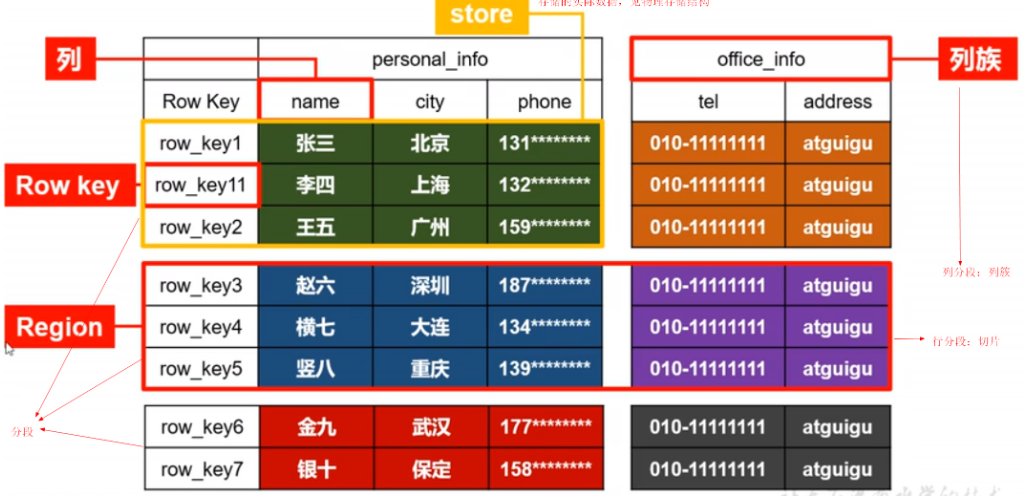 存储的实际数据，见物理存储结构
store
列
personal_info
office_info
列族
Row Key name city phone
tel address
row_key1 张三 北京 131********
010-11111111 atguigu
Row key
row_key11 李四 上海 132********
010-11111111 atguigu
row_key2 王五 广州 159********
010-11111111 atguigu
列分段：列簇
row_key3 赵六 深圳 187********
010-11111111 atguigu
Region
row_key4 横七 大连 134********
010-11111111 atguigu
行分段：切片
row_key5 竖八 重庆 139********
010-11111111 atguigu
分段
row_key6 金九 武汉 177********
010-11111111 atguigu
row_key7 银十 保定 158********
010-11111111 atguigu